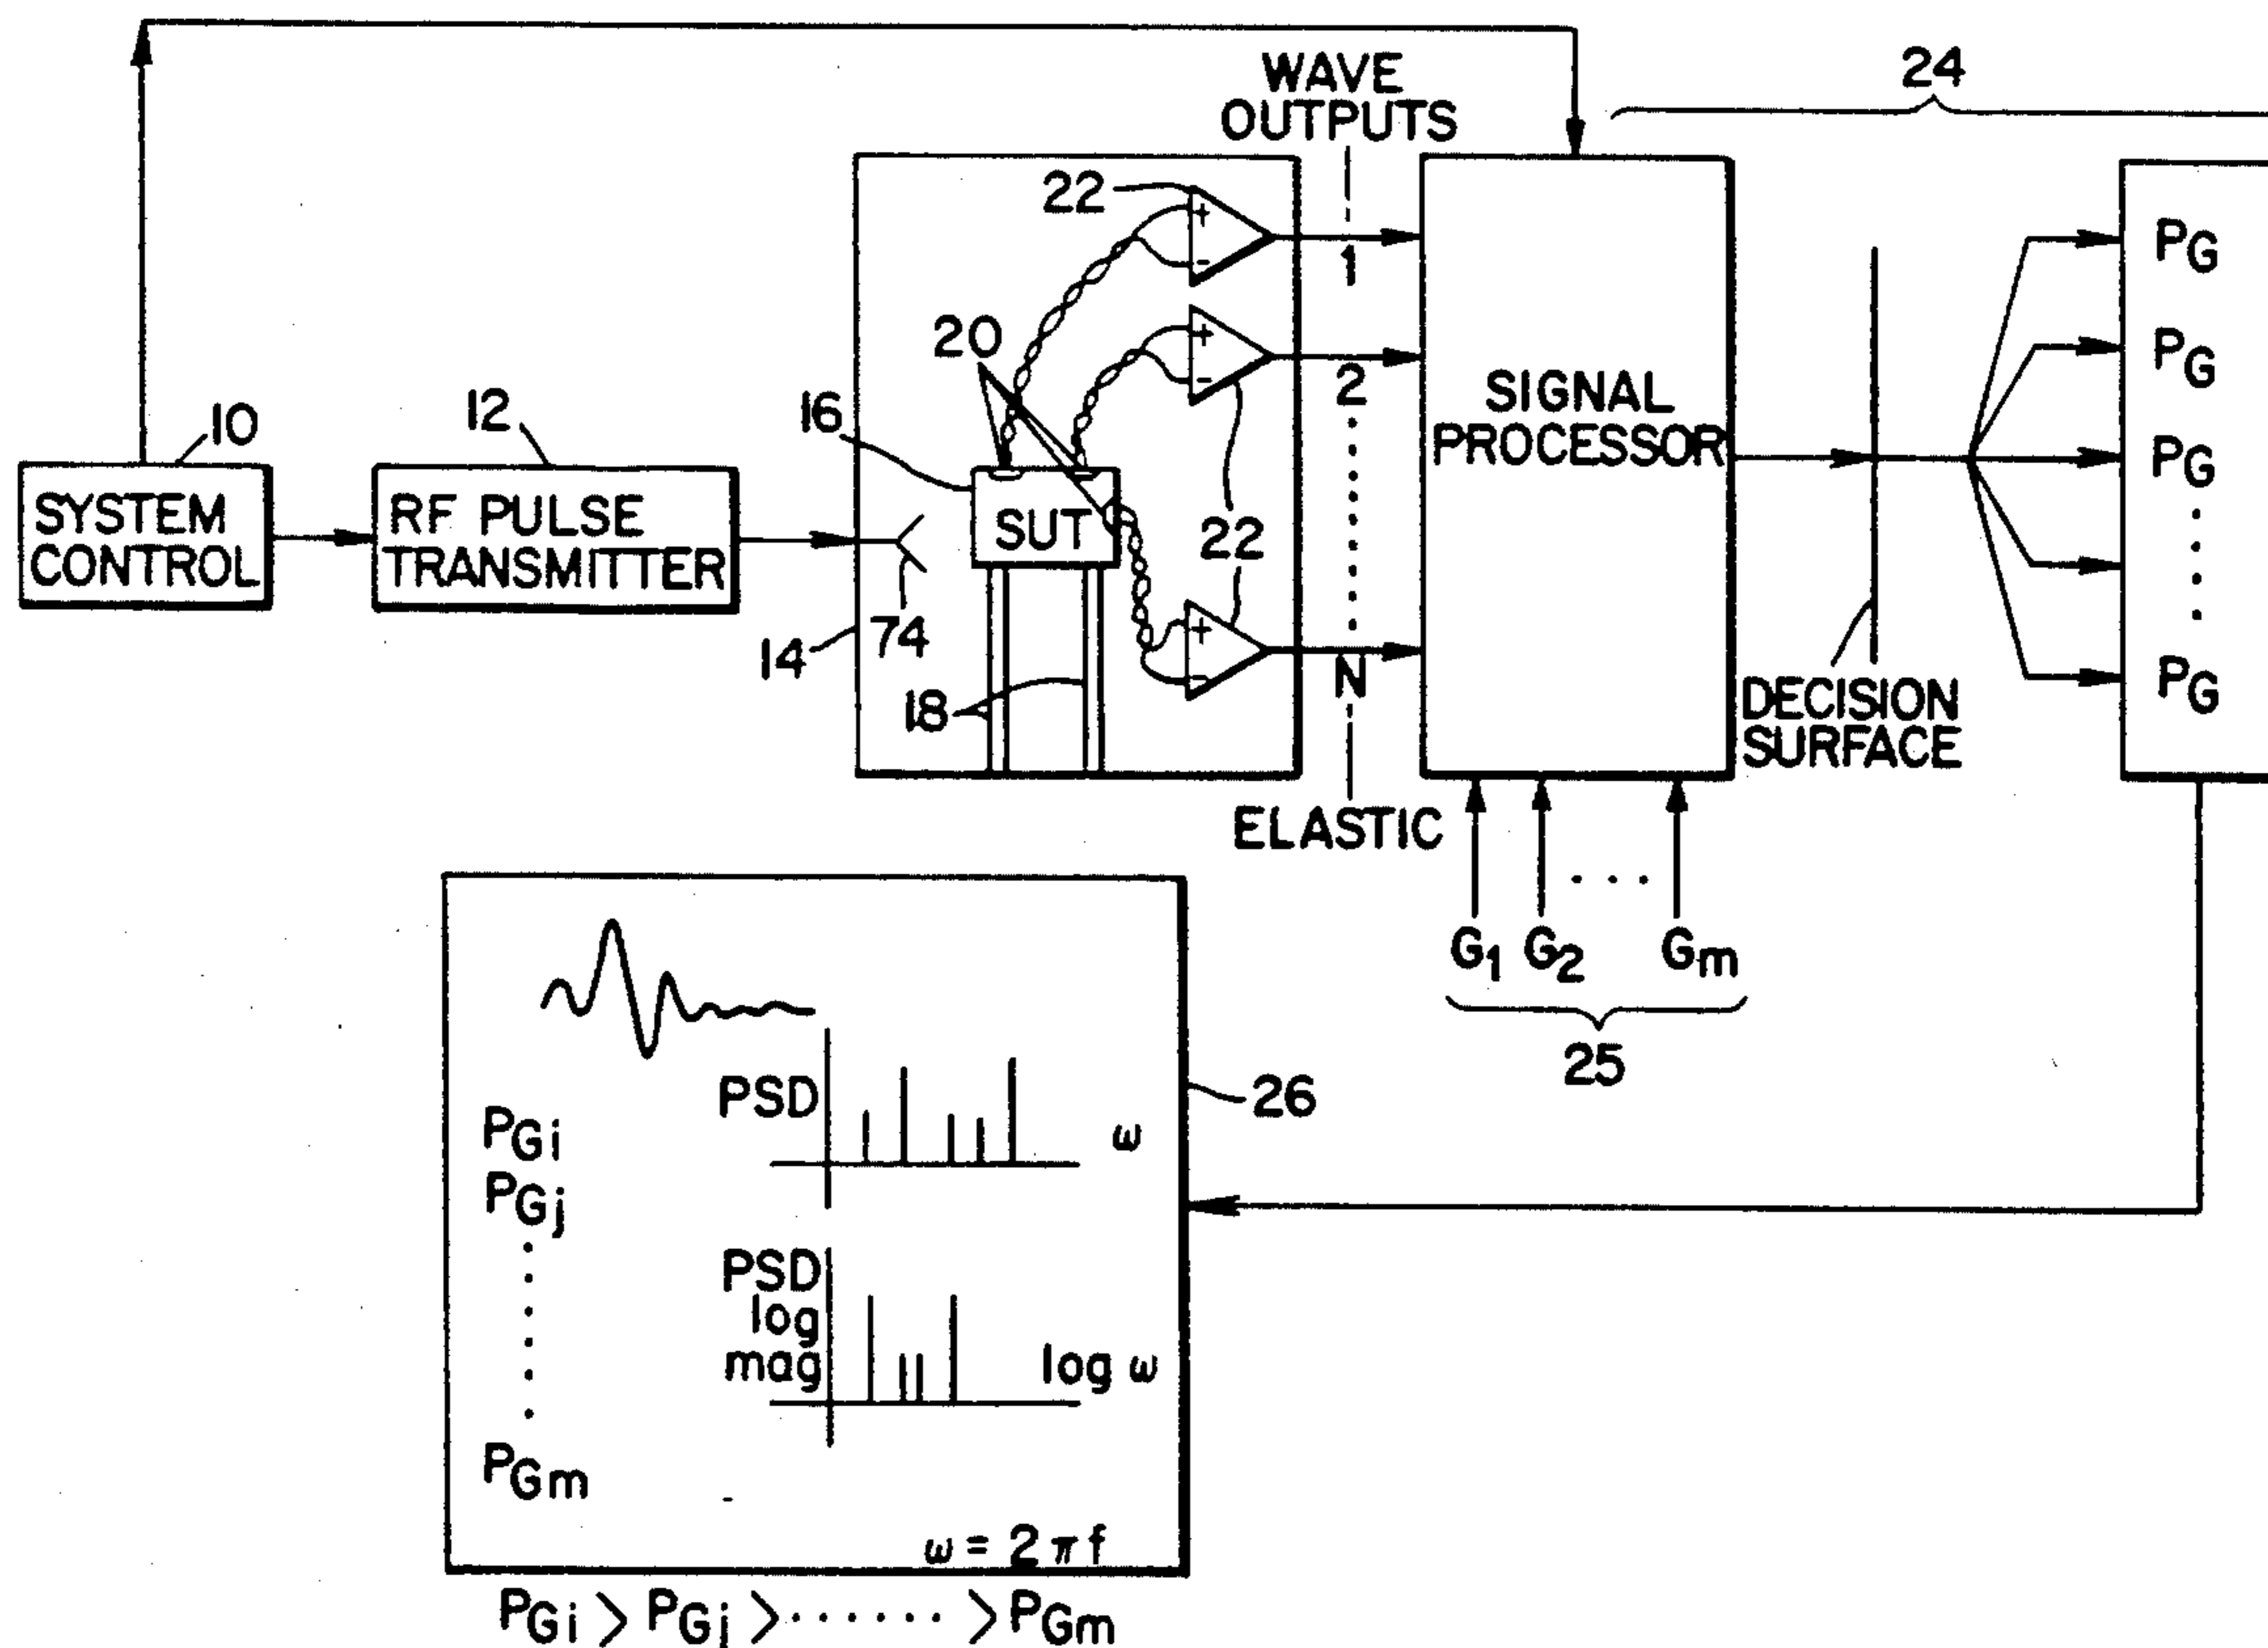 24
WAVE
OUTPUTS
22
+
-
1
20
+
-
2
16
10
12
SYSTEM
CONTROL
RF PULSE
TRANSMITTER
SUT
22
74
14
18
+
-
N
ELASTIC
SIGNAL
PROCESSOR
DECISION
SURFACE
PG
PG
PG
PG
G1 G2 . . . Gm
25
26
PSD
ω
PGi
PGj
PGm
PSD
log
mag
log ω
ω = 2πf
PGi > PGj > . . . . . . > PGm